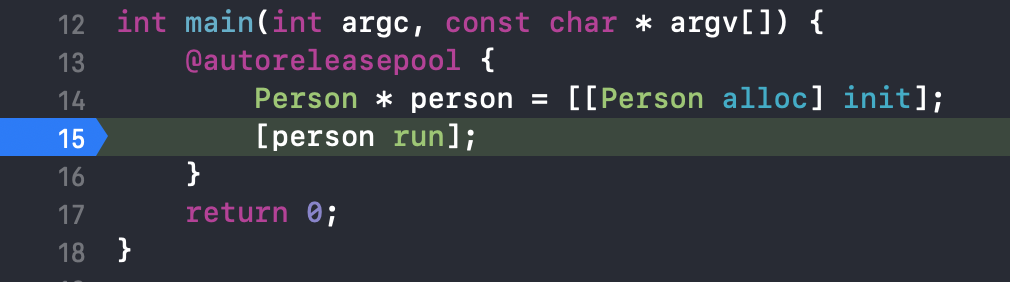 12 int main(int argc, const char * argv[]) {
13     @autoreleasepool {
14         Person * person = [[Person alloc] init];
15         [person run];
16     }
17     return 0;
18 }